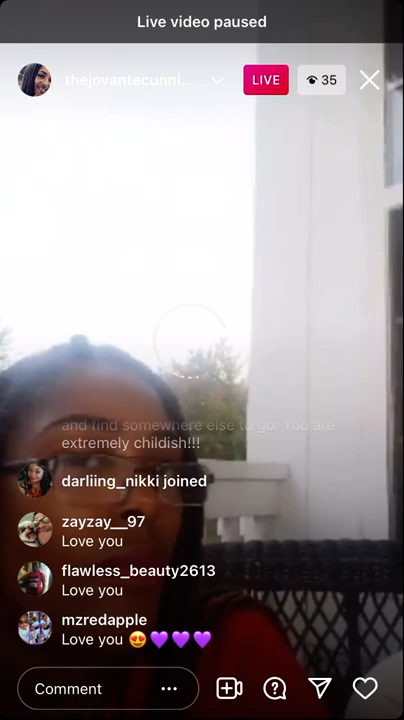 Live video paused
thejovantecunni...
LIVE
35
and find somewhere else to go. You are
extremely childish!!!
darliing_nikki joined
zayzay__97
Love you
flawless_beauty2613
Love you
mzredapple
Love you 😍💜💜💜
Comment